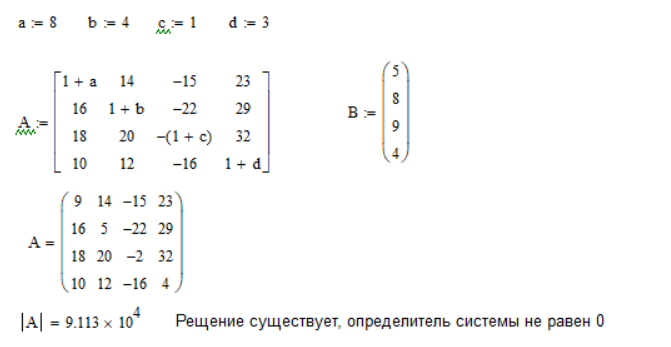 a := 8 b := 4 c := 1 d := 3
A := [1 + a 14 −15 23
16 1 + b −22 29
18 20 −(1 + c) 32
10 12 −16 1 + d]
B := (5
8
9
4)
A = (9 14 −15 23
16 5 −22 29
18 20 −2 32
10 12 −16 4)
|A| = 9.113 × 10⁴ Рещение существует, определитель системы не равен 0